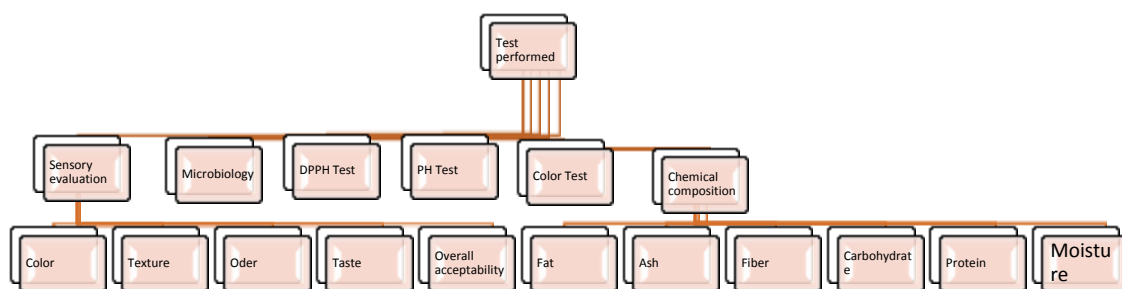 Test
performed
Sensory
evaluation
Microbiology
DPPH Test
PH Test
Color Test
Chemical
composition
Color
Texture
Oder
Taste
Overall
acceptability
Fat
Ash
Fiber
Carbohydrat
e
Protein
Moistu
re